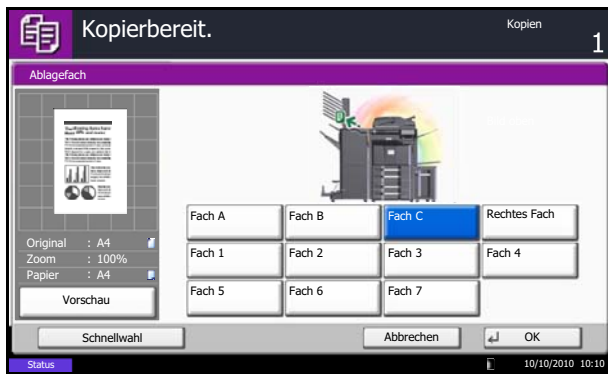 Kopierbereit.
Kopien
1
Ablagefach
Fach A
Fach B
Fach C
Rechtes Fach
Fach 1
Fach 2
Fach 3
Fach 4
Fach 5
Fach 6
Fach 7
Original : A4
Zoom : 100%
Papier : A4
Vorschau
Schnellwahl
Abbrechen
OK
Status
10/10/2010 10:10